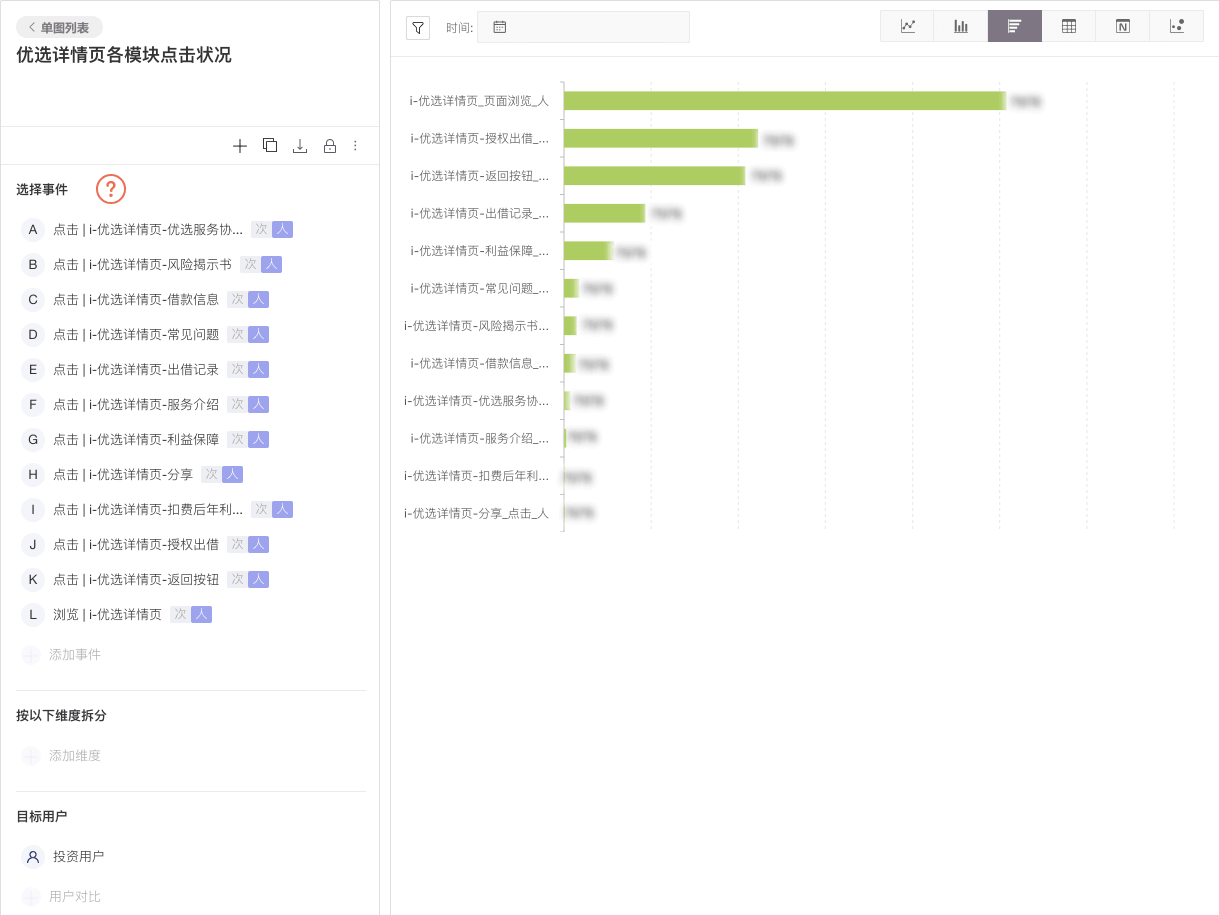 单图列表
优选详情页各模块点击状况
选择事件 ?
A 点击 | i-优选详情页-优选服务协... 次 人
B 点击 | i-优选详情页-风险揭示书 次 人
C 点击 | i-优选详情页-借款信息 次 人
D 点击 | i-优选详情页-常见问题 次 人
E 点击 | i-优选详情页-出借记录 次 人
F 点击 | i-优选详情页-服务介绍 次 人
G 点击 | i-优选详情页-利益保障 次 人
H 点击 | i-优选详情页-分享 次 人
I 点击 | i-优选详情页-扣费后年利... 次 人
J 点击 | i-优选详情页-授权出借 次 人
K 点击 | i-优选详情页-返回按钮 次 人
L 浏览 | i-优选详情页 次 人
添加事件
按以下维度拆分
添加维度
目标用户
投资用户
用户对比
时间:
N
i-优选详情页_页面浏览_人
i-优选详情页-授权出借_...
i-优选详情页-返回按钮_...
i-优选详情页-出借记录_...
i-优选详情页-利益保障_...
i-优选详情页-常见问题_...
i-优选详情页-风险揭示书...
i-优选详情页-借款信息_...
i-优选详情页-优选服务协...
i-优选详情页-服务介绍_...
i-优选详情页-扣费后年利...
i-优选详情页-分享_点击_人